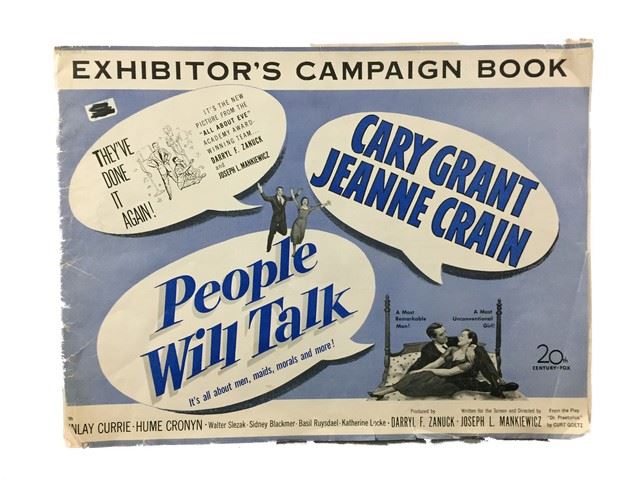 EXHIBITOR'S CAMPAIGN BOOK
THEY'VE
DONE
IT
AGAIN!
IT'S THE NEW
PICTURE FROM THE
"ALL ABOUT EVE"
ACADEMY AWARD-
WINNING TEAM...
DARRYL F. ZANUCK
and
JOSEPH L. MANKIEWICZ
CARY GRANT
JEANNE CRAIN
People
Will Talk
It's all about men, maids, morals and more!
A Most
Remarkable
Man!
A Most
Unconventional
Girl!
20th
CENTURY-FOX
NLAY CURRIE · HUME CRONYN · Walter Slezak · Sidney Blackmer · Basil Ruysdael · Katherine Locke ·
Produced by
DARRYL F. ZANUCK ·
Written for the Screen and Directed by
JOSEPH L. MANKIEWICZ
From the Play
"Dr. Praetorius"
by CURT GOETZ